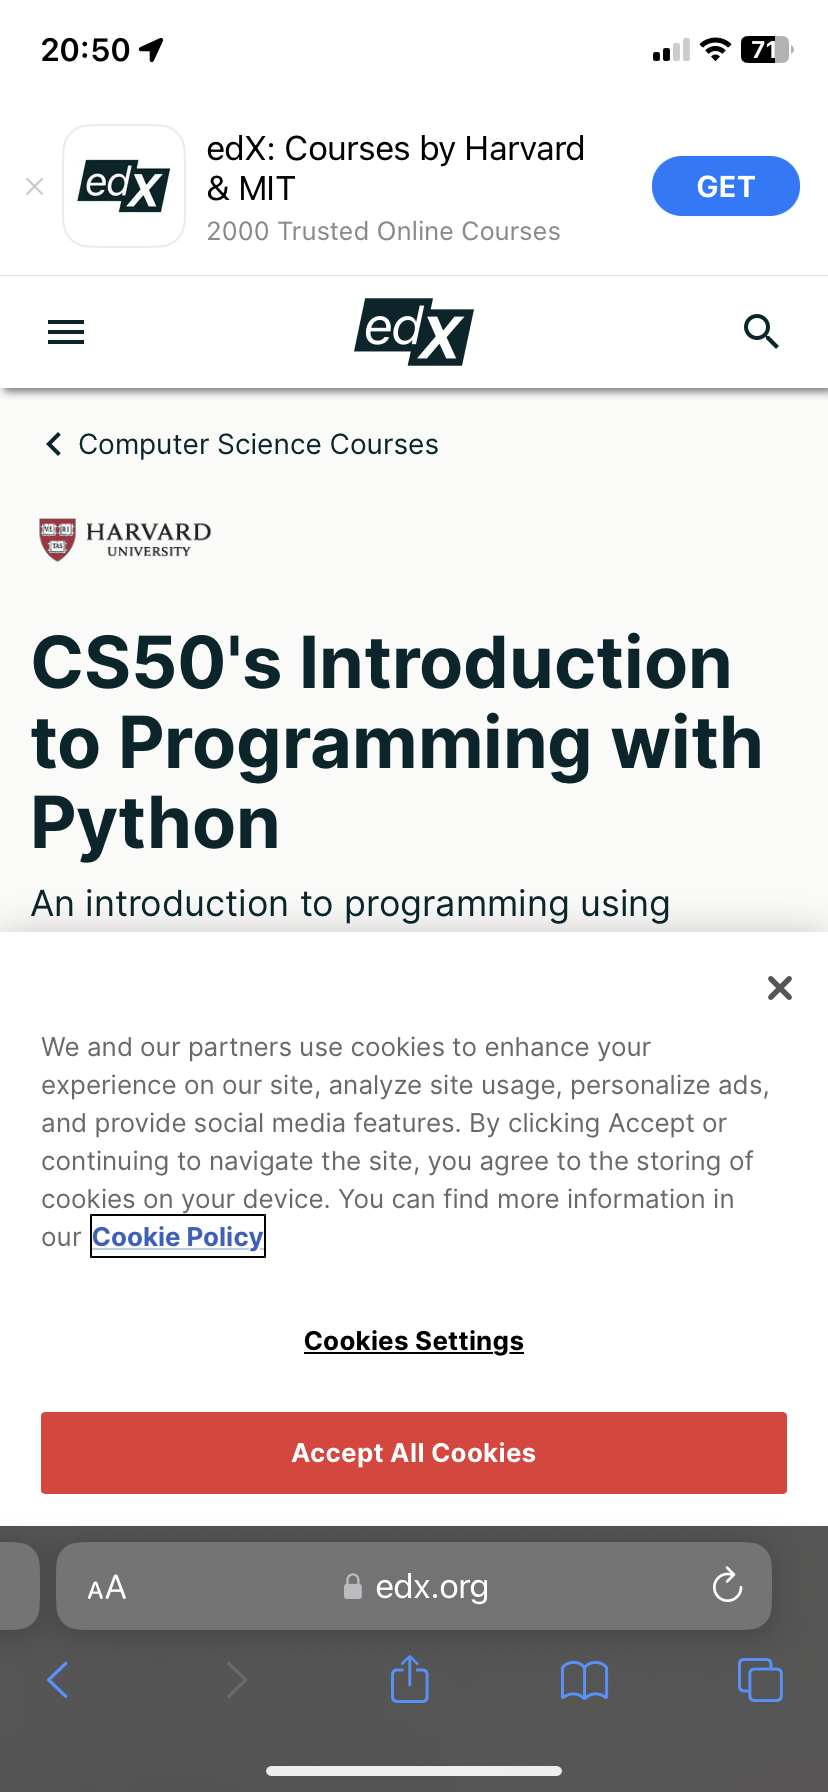 20:50
71
edX
edX: Courses by Harvard
& MIT
2000 Trusted Online Courses
GET
edX
Computer Science Courses
VE RI TAS
HARVARD
UNIVERSITY
CS50's Introduction
to Programming with
Python
An introduction to programming using
We and our partners use cookies to enhance your
experience on our site, analyze site usage, personalize ads,
and provide social media features. By clicking Accept or
continuing to navigate the site, you agree to the storing of
cookies on your device. You can find more information in
our Cookie Policy
Cookies Settings
Accept All Cookies
AA
edx.org